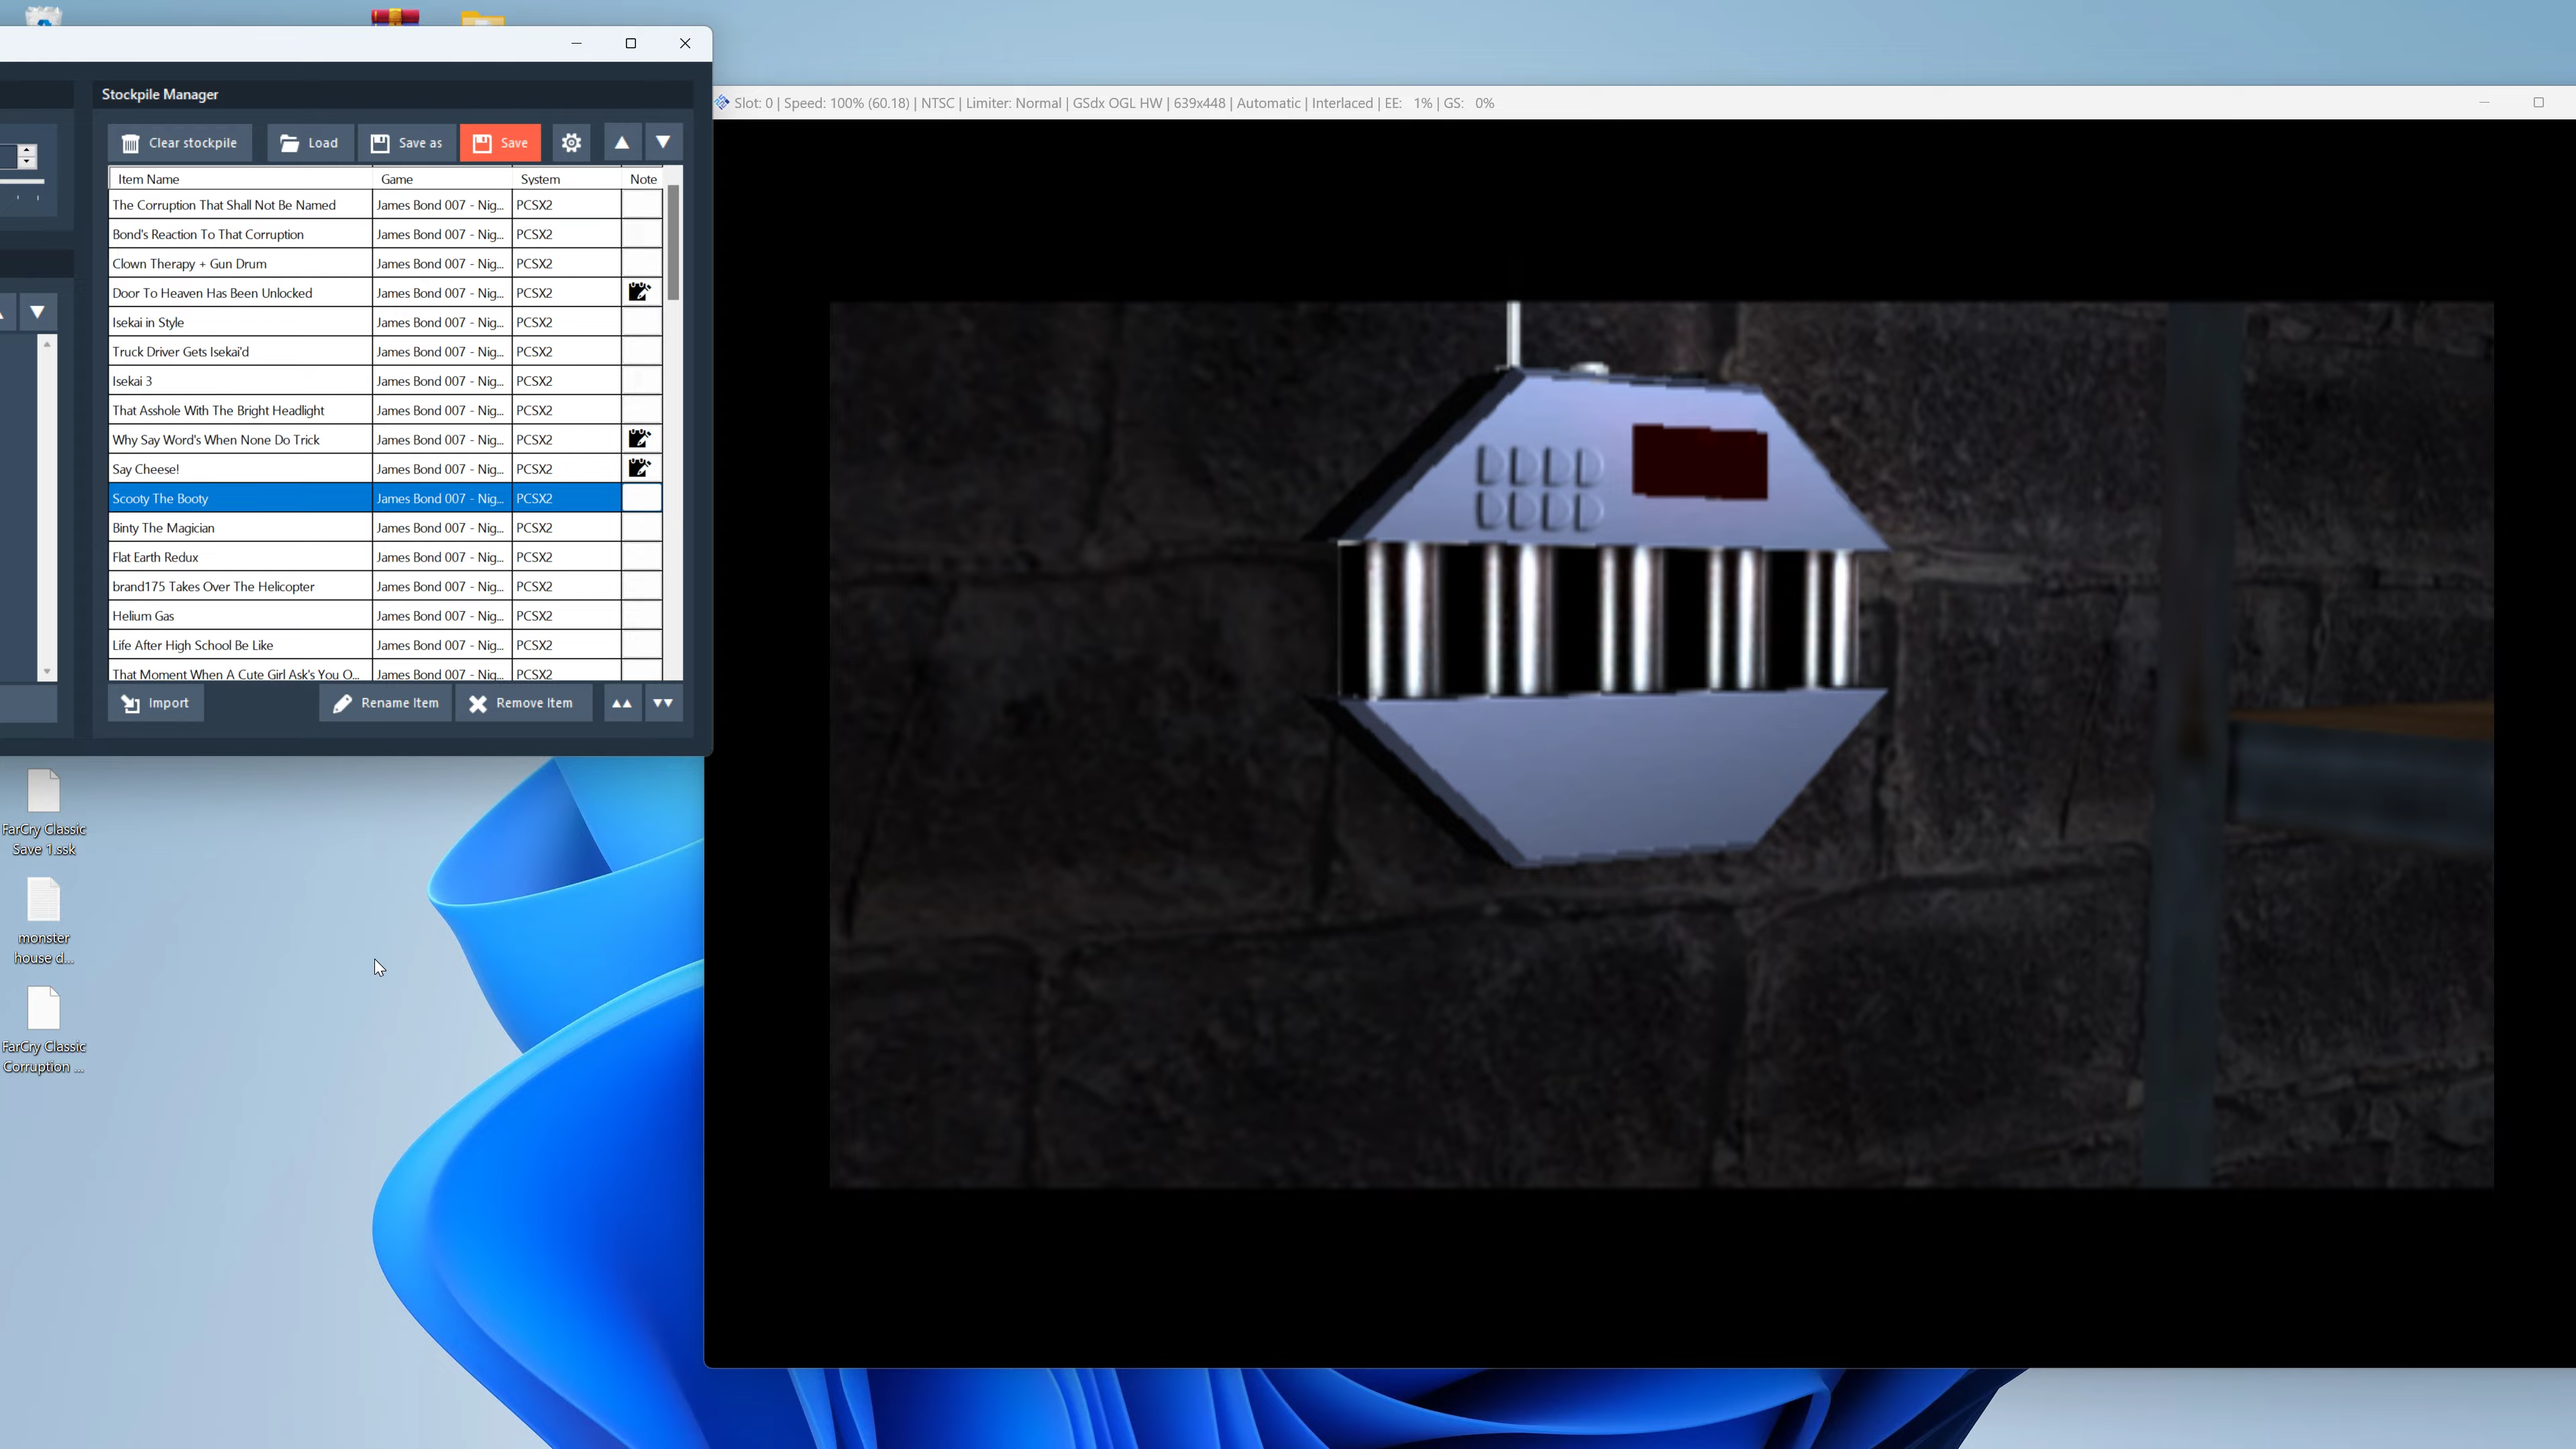 Stockpile Manager
Clear stockpile Load Save as Save
Item Name Game System Note
The Corruption That Shall Not Be Named James Bond 007 - Nig... PCSX2
Bond's Reaction To That Corruption James Bond 007 - Nig... PCSX2
Clown Therapy + Gun Drum James Bond 007 - Nig... PCSX2
Door To Heaven Has Been Unlocked James Bond 007 - Nig... PCSX2
Isekai in Style James Bond 007 - Nig... PCSX2
Truck Driver Gets Isekai'd James Bond 007 - Nig... PCSX2
Isekai 3 James Bond 007 - Nig... PCSX2
That Asshole With The Bright Headlight James Bond 007 - Nig... PCSX2
Why Say Word's When None Do Trick James Bond 007 - Nig... PCSX2
Say Cheese! James Bond 007 - Nig... PCSX2
Scooty The Booty James Bond 007 - Nig... PCSX2
Binty The Magician James Bond 007 - Nig... PCSX2
Flat Earth Redux James Bond 007 - Nig... PCSX2
brand175 Takes Over The Helicopter James Bond 007 - Nig... PCSX2
Helium Gas James Bond 007 - Nig... PCSX2
Life After High School Be Like James Bond 007 - Nig... PCSX2
That Moment When A Cute Girl Ask's You O... James Bond 007 - Nig... PCSX2
Import Rename Item Remove Item
FarCry Classic
Save 1.ssk
monster
house d...
FarCry Classic
Corruption ...
Slot: 0 | Speed: 100% (60.18) | NTSC | Limiter: Normal | GSdx OGL HW | 639x448 | Automatic | Interlaced | EE: 1% | GS: 0%